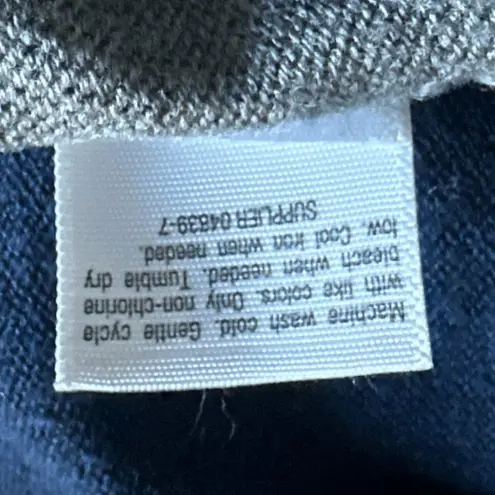 Machine wash cold. Gentle cycle
with like colors. Only non-chlorine
bleach when needed. Tumble dry
low. Cool iron when needed.
SUPPLIER 04839-7